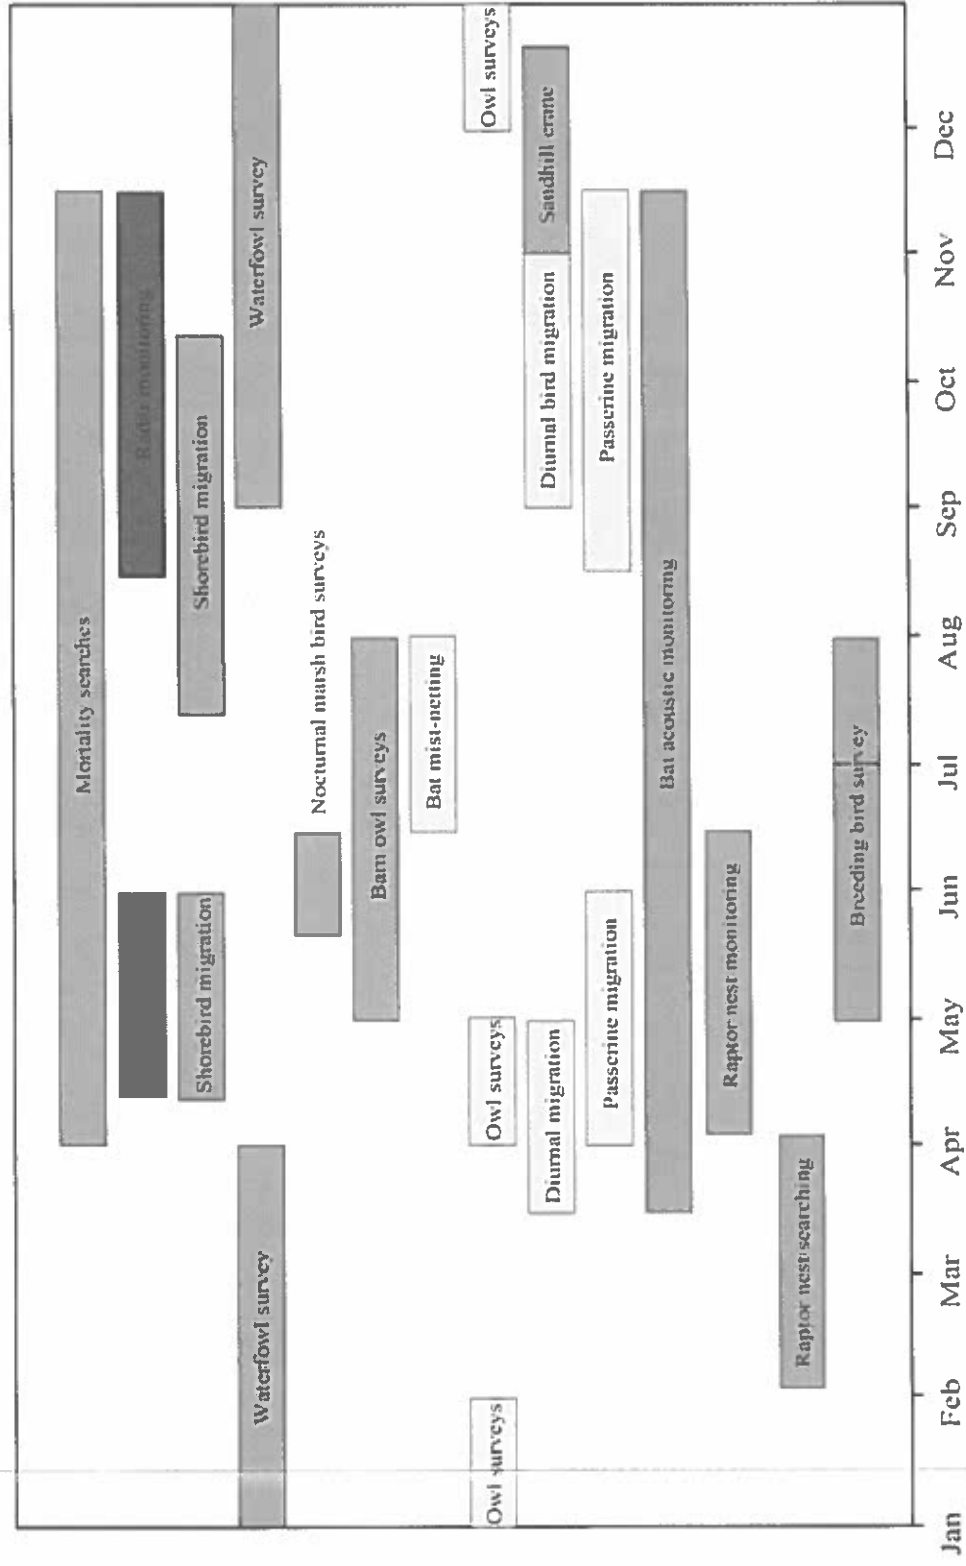 Mortality searches
Radar monitoring
Shorebird migration
Shorebird migration
Waterfowl survey
Waterfowl survey
Nocturnal marsh bird surveys
Barn owl surveys
Bat mist-netting
Owl surveys
Owl surveys
Owl surveys
Diurnal migration
Diurnal bird migration
Sandhill crane
Passerine migration
Passerine migration
Bat acoustic monitoring
Raptor nest monitoring
Raptor nest searching
Breeding bird survey
Jan
Feb
Mar
Apr
May
Jun
Jul
Aug
Sep
Oct
Nov
Dec